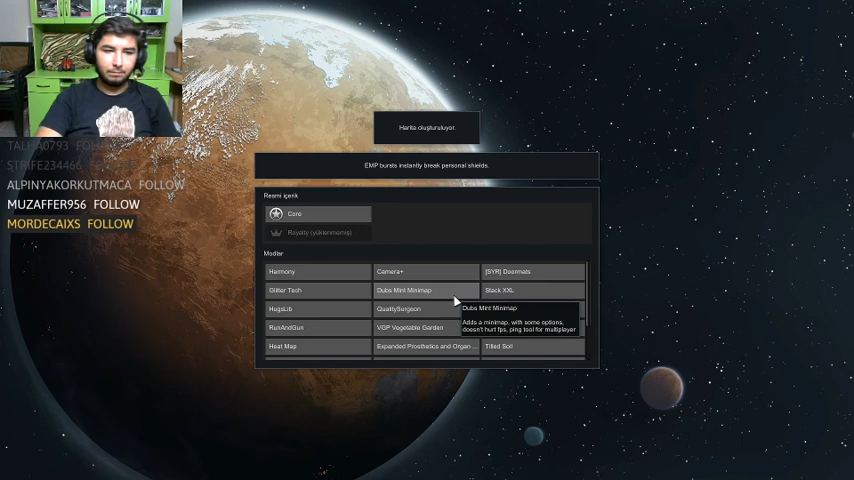 STRIFE234466
ALPINYAKORKUTMACA FOLLOW
MUZAFFER956 FOLLOW
MORDECAIXS FOLLOW
Harita oluşturuluyor.
EMP bursts instantly break personal shields.
Resmi içerik
Core
Royalty (yüklenmemiş)
Modlar
Harmony
Camera+
[SYR] Doormats
Glitter Tech
Dubs Mint Minimap
Stack XXL
HugsLib
QualitySurgeon
RunAndGun
VGP Vegetable Garden
Heat Map
Expanded Prosthetics and Organ ...
Tilled Soil
Dubs Mint Minimap
Adds a minimap, with some options,
doesn't hurt fps, ping tool for multiplayer